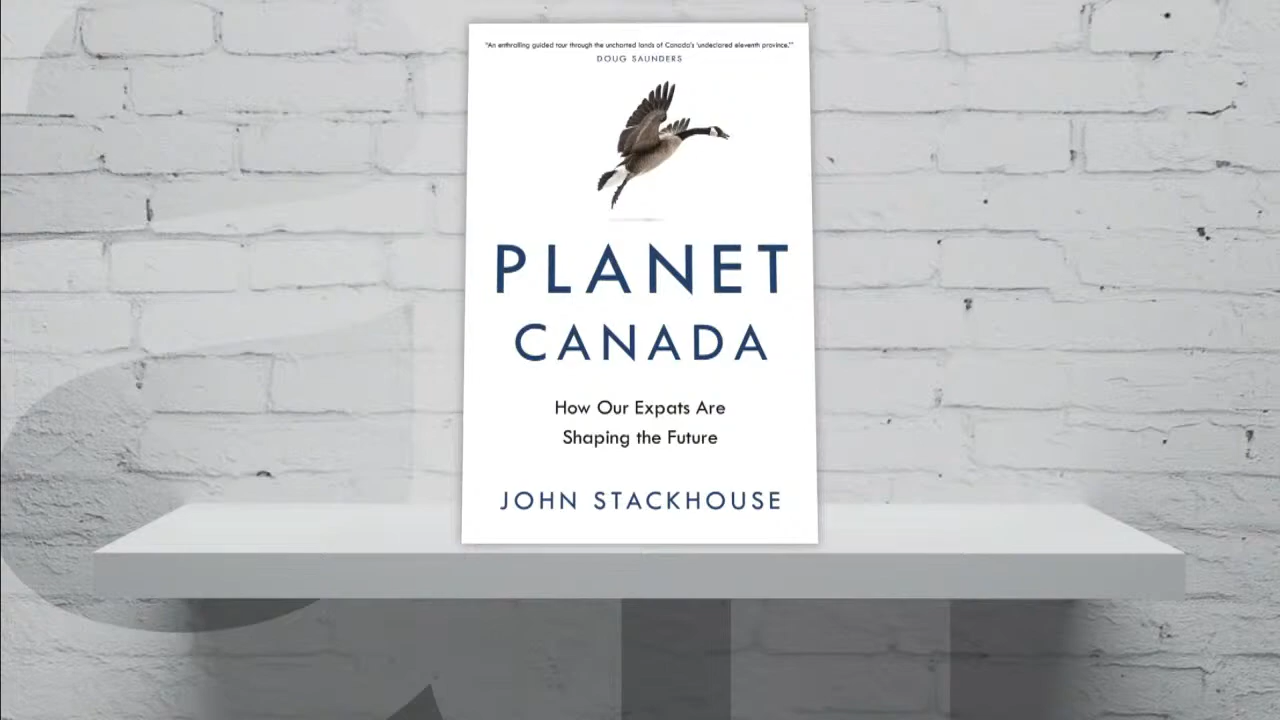 "An enthralling guided tour through the uncharted lands of Canada's 'undeclared eleventh province.'"
DOUG SAUNDERS
PLANET
CANADA
How Our Expats Are
Shaping the Future
JOHN STACKHOUSE